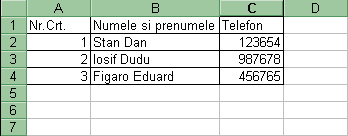 A B C D
1 Nr.Crt. Numele si prenumele Telefon
2 1 Stan Dan 123654
3 2 Iosif Dudu 987678
4 3 Figaro Eduard 456765
5
6
7